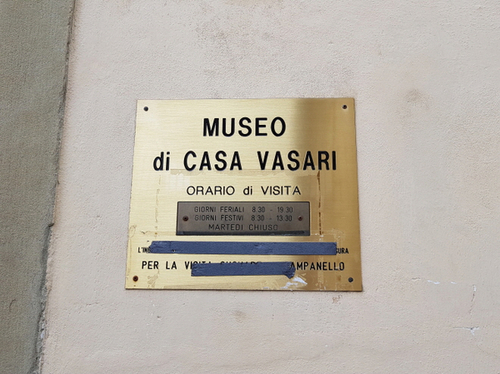 MUSEO
di CASA VASARI
ORARIO di VISITA
GIORNI FERIALI 8.30 - 19.30
GIORNI FESTIVI 8.30 - 13.30
MARTEDI CHIUSO
PER LA VISITA